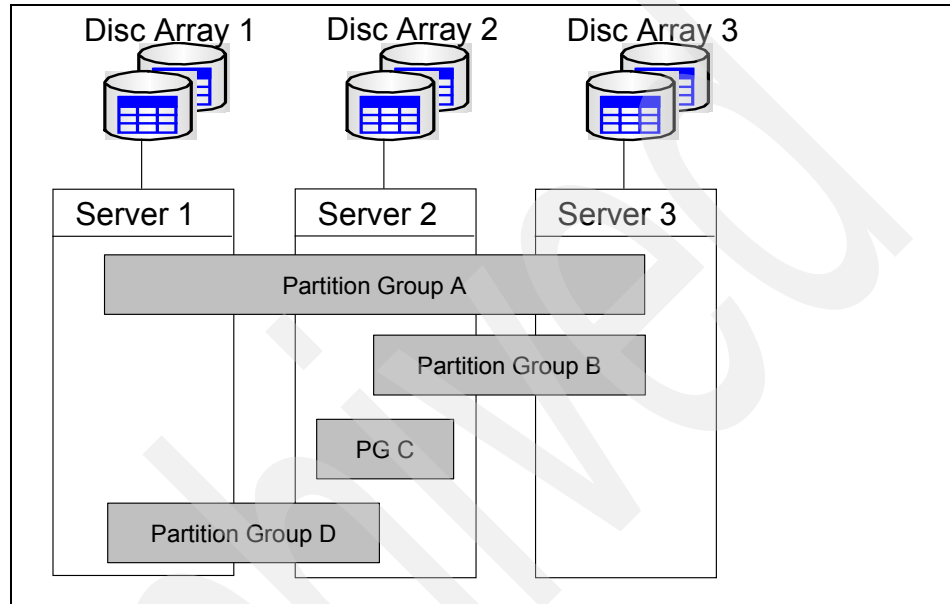 Disc Array 1 Disc Array 2 Disc Array 3
Server 1 Server 2 Server 3
Partition Group A
Partition Group B
PG C
Partition Group D